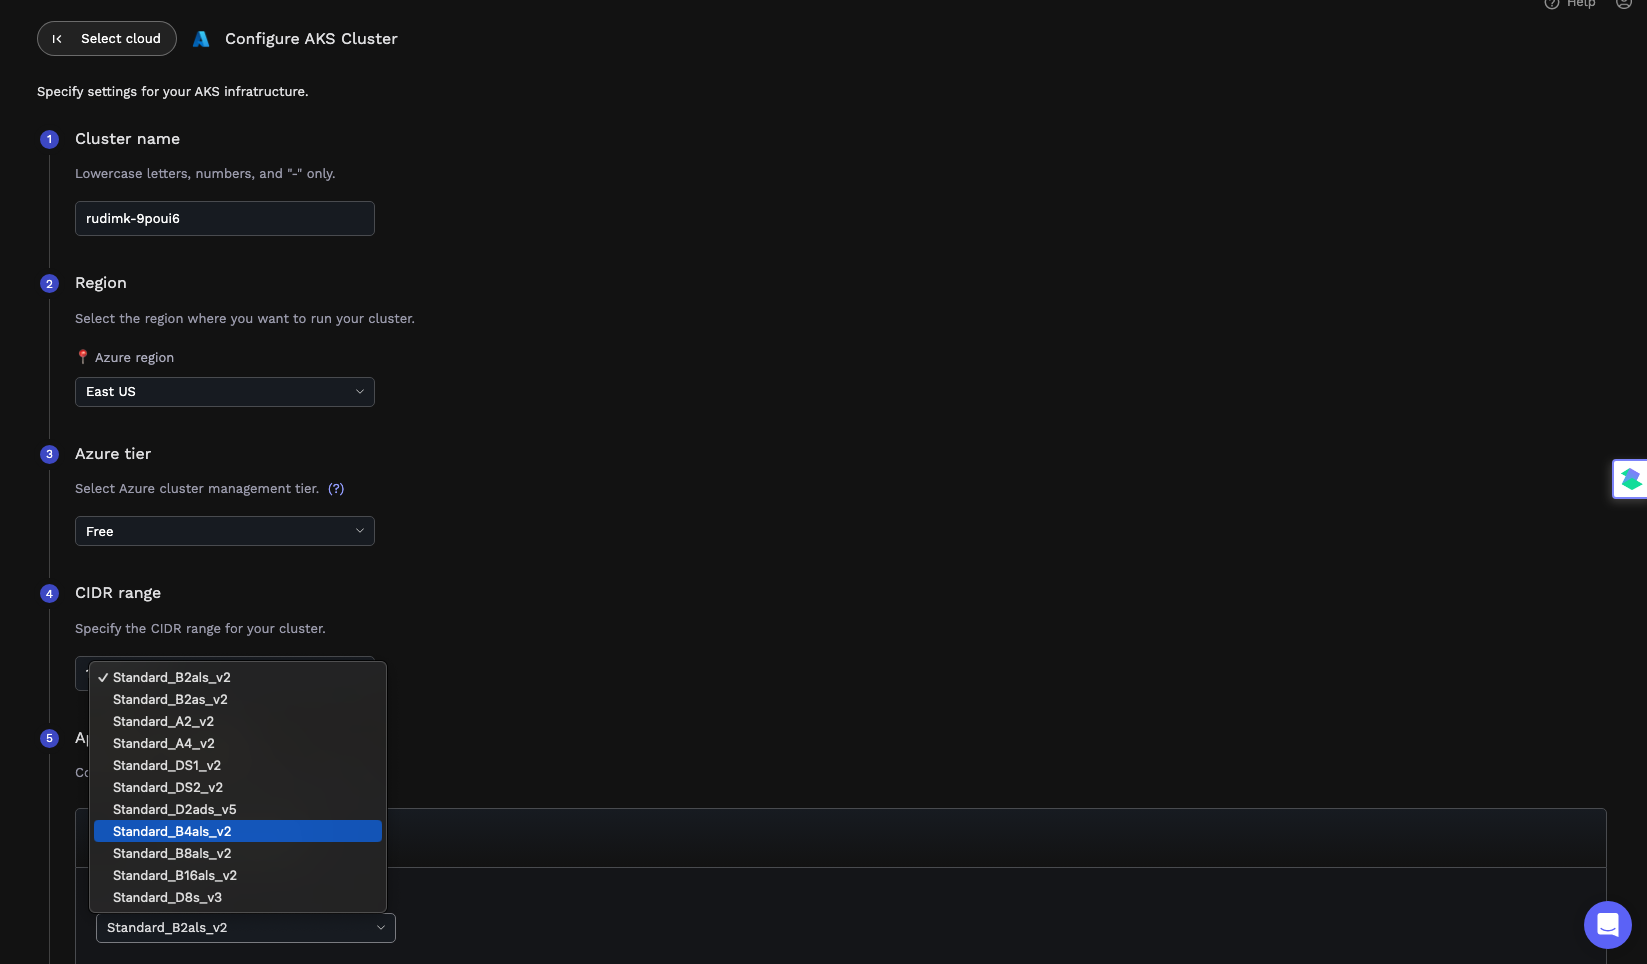 Help
Select cloud
Configure AKS Cluster
Specify settings for your AKS infratructure.
1
Cluster name
Lowercase letters, numbers, and "-" only.
rudimk-9poui6
2
Region
Select the region where you want to run your cluster.
Azure region
East US
3
Azure tier
Select Azure cluster management tier. (?)
Free
4
CIDR range
Specify the CIDR range for your cluster.
5
Standard_B2als_v2
Standard_B2as_v2
Standard_A2_v2
Standard_A4_v2
Standard_DS1_v2
Standard_DS2_v2
Standard_D2ads_v5
Standard_B4als_v2
Standard_B8als_v2
Standard_B16als_v2
Standard_D8s_v3
Standard_B2als_v2